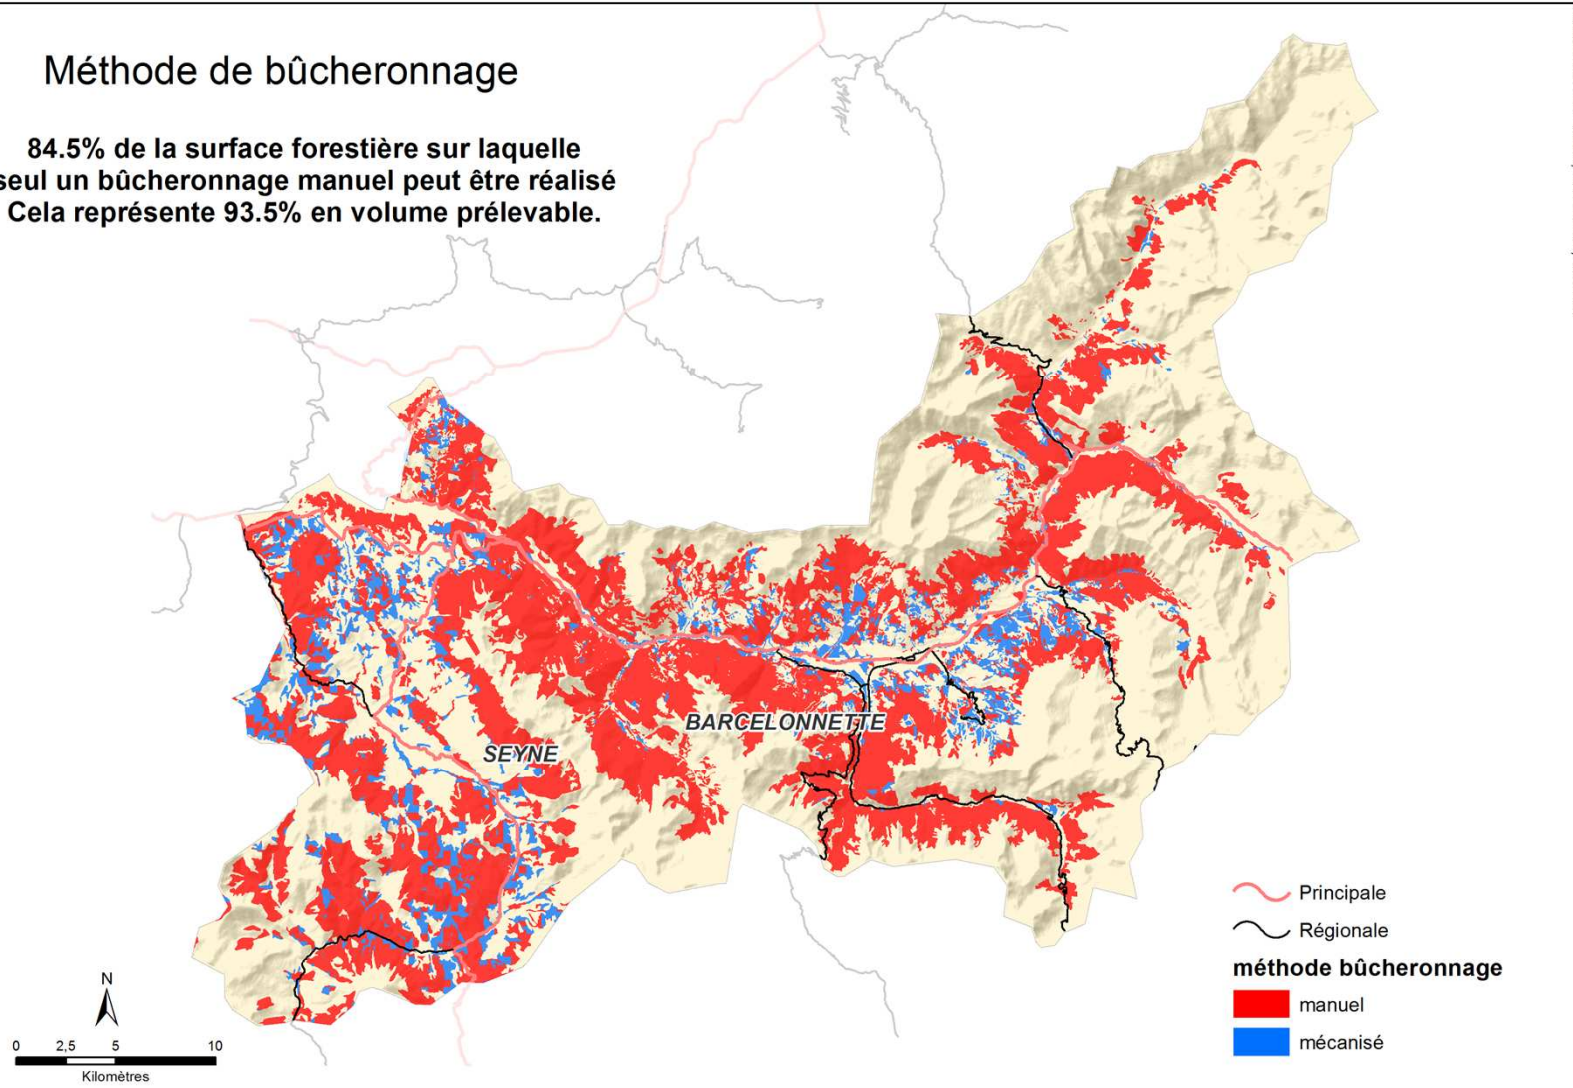 Méthode de bûcheronnage
84.5% de la surface forestière sur laquelle
seul un bûcheronnage manuel peut être réalisé
Cela représente 93.5% en volume prélevable.
BARCELONNETTE
SEYNE
Principale
Régionale
méthode bûcheronnage
manuel
mécanisé
N
0 2,5 5 10
Kilomètres